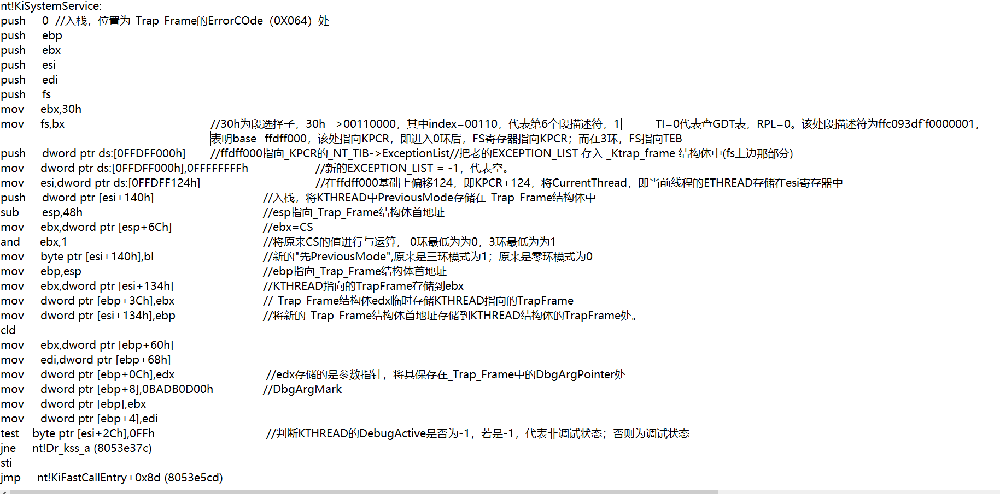 nt!KiSystemService:
push 0 //入栈，位置为_Trap_Frame的ErrorCOde（0X064）处
push ebp
push ebx
push esi
push edi
push fs
mov ebx,30h
mov fs,bx //30h为段选择子，30h-->00110000，其中index=00110，代表第6个段描述符，1| TI=0代表查GDT表，RPL=0。该处段描述符为ffc093df`f0000001，
表明base=ffdff000，该处指向KPCR，即进入0环后，FS寄存器指向KPCR；而在3环，FS指向TEB
push dword ptr ds:[0FFDFF000h] //ffdff000指向_KPCR的_NT_TIB->ExceptionList//把老的EXCEPTION_LIST 存入 _Ktrap_frame 结构体中(fs上边那部分)
mov dword ptr ds:[0FFDFF000h],0FFFFFFFFh //新的EXCEPTION_LIST = -1，代表空。
mov esi,dword ptr ds:[0FFDFF124h] //在ffdff000基础上偏移124，即KPCR+124，将CurrentThread，即当前线程的ETHREAD存储在esi寄存器中
push dword ptr [esi+140h] //入栈，将KTHREAD中PreviousMode存储在_Trap_Frame结构体中
sub esp,48h //esp指向_Trap_Frame结构体首地址
mov ebx,dword ptr [esp+6Ch] //ebx=CS
and ebx,1 //将原来CS的值进行与运算， 0环最低为为0，3环最低为为1
mov byte ptr [esi+140h],bl //新的"先PreviousMode",原来是三环模式为1；原来是零环模式为0
mov ebp,esp //ebp指向_Trap_Frame结构体首地址
mov ebx,dword ptr [esi+134h] //KTHREAD指向的TrapFrame存储到ebx
mov dword ptr [ebp+3Ch],ebx //_Trap_Frame结构体edx临时存储KTHREAD指向的TrapFrame
mov dword ptr [esi+134h],ebp //将新的_Trap_Frame结构体首地址存储到KTHREAD结构体的TrapFrame处。
cld
mov ebx,dword ptr [ebp+60h]
mov edi,dword ptr [ebp+68h]
mov dword ptr [ebp+0Ch],edx //edx存储的是参数指针，将其保存在_Trap_Frame中的DbgArgPointer处
mov dword ptr [ebp+8],0BADB0D00h //DbgArgMark
mov dword ptr [ebp],ebx
mov dword ptr [ebp+4],edi
test byte ptr [esi+2Ch],0FFh //判断KTHREAD的DebugActive是否为-1，若是-1，代表非调试状态；否则为调试状态
jne nt!Dr_kss_a (8053e37c)
sti
jmp nt!KiFastCallEntry+0x8d (8053e5cd)